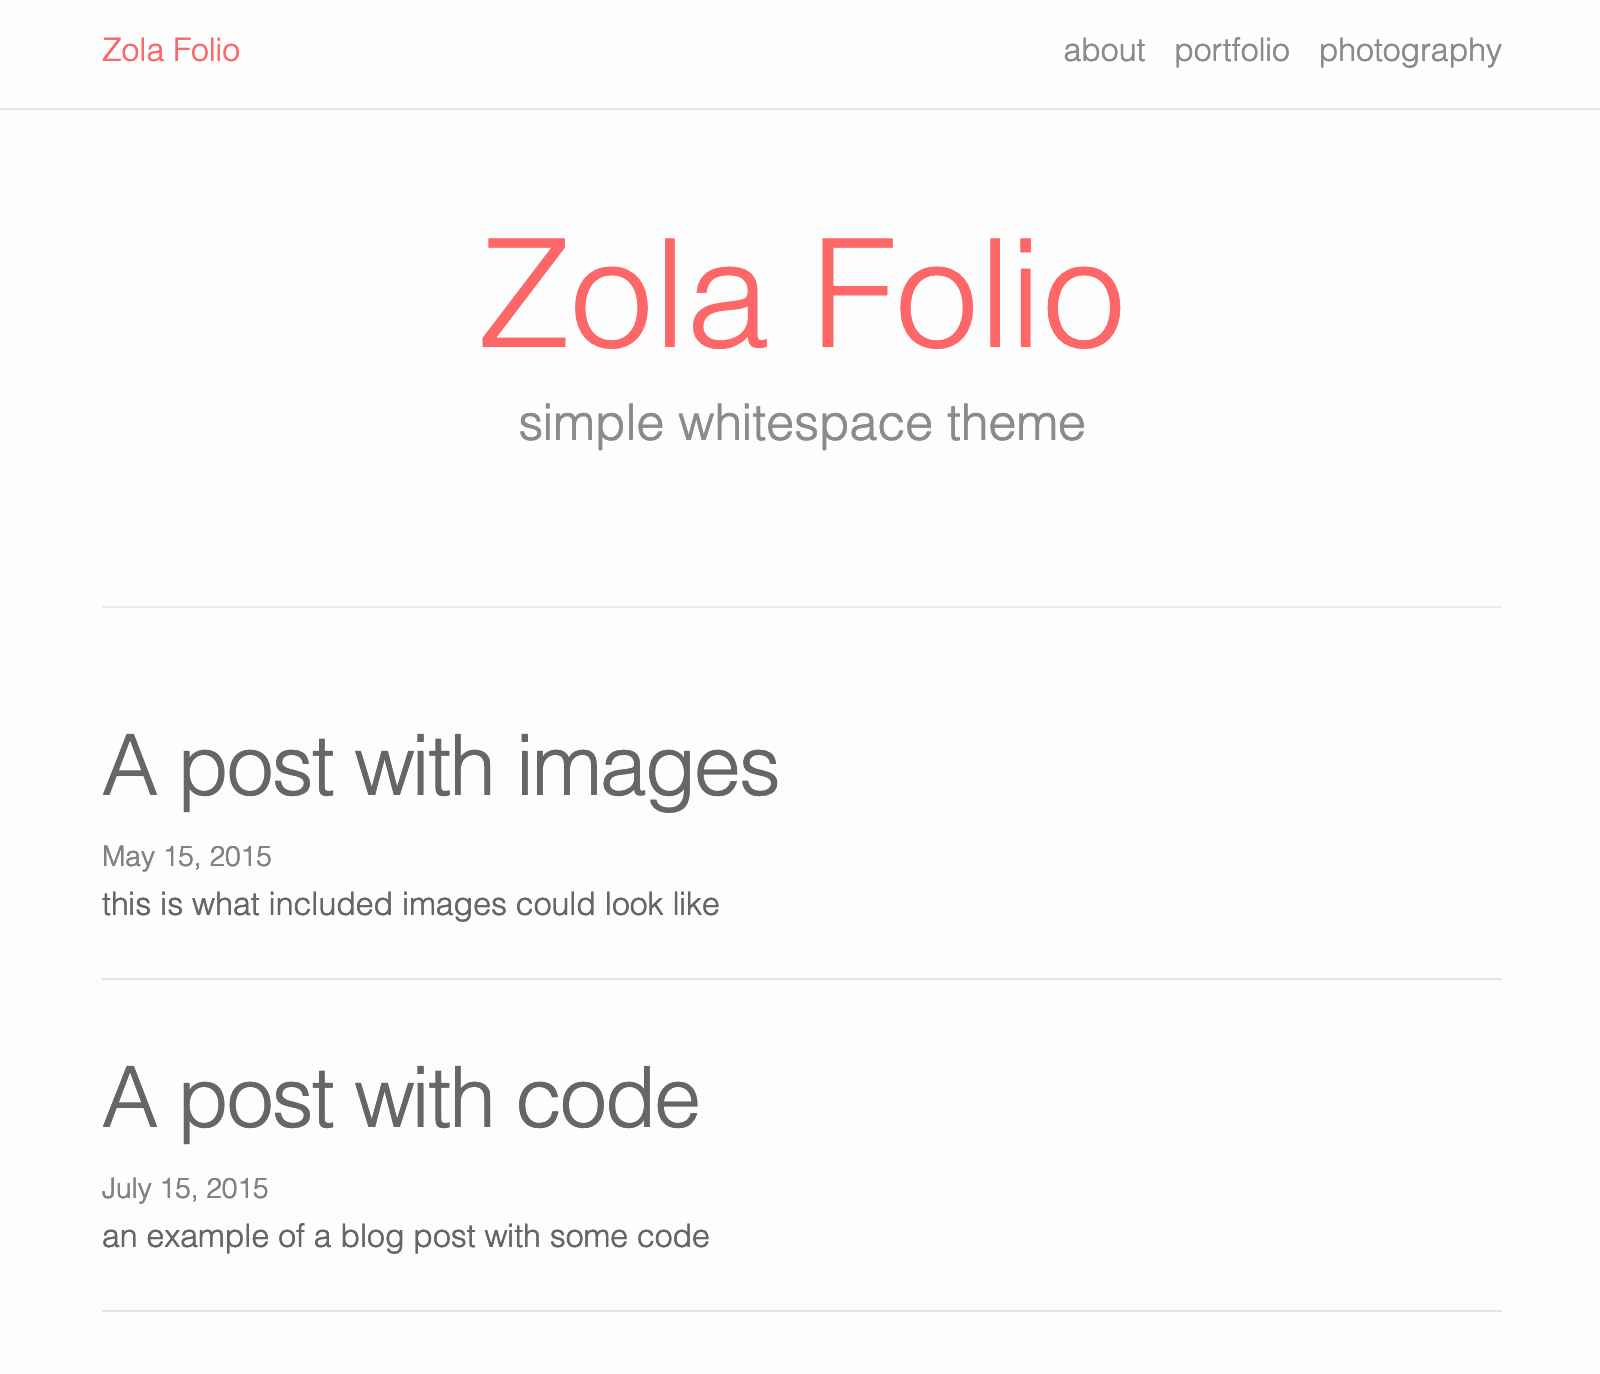 Zola Folio
about portfolio photography
Zola Folio
simple whitespace theme
A post with images
May 15, 2015
this is what included images could look like
A post with code
July 15, 2015
an example of a blog post with some code